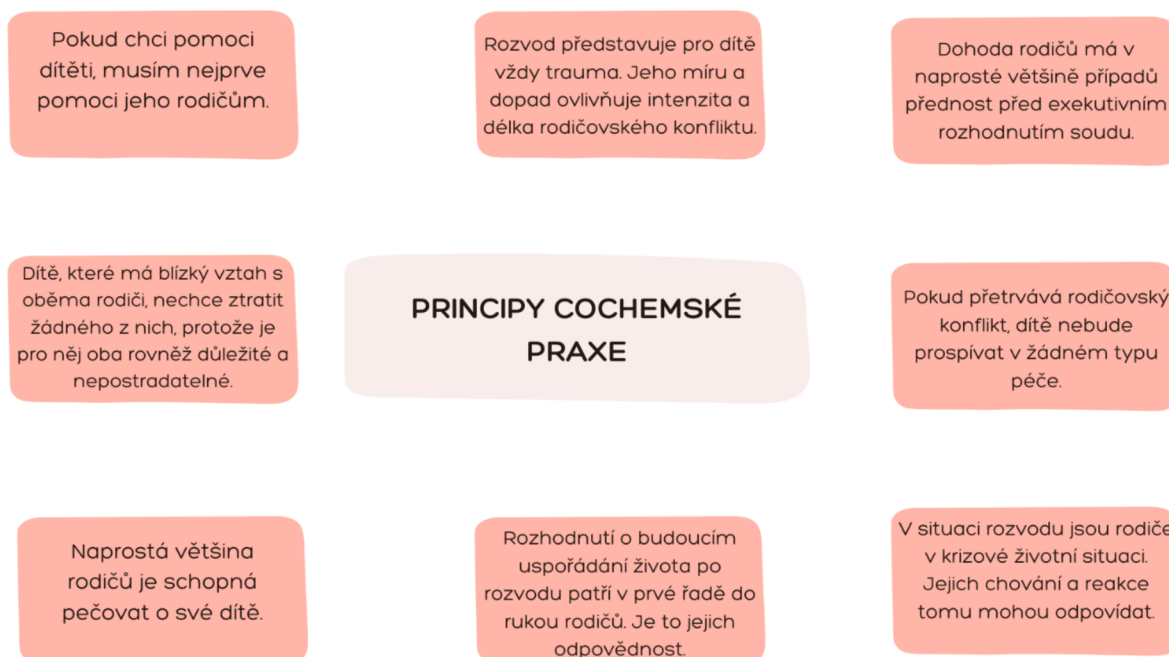 Pokud chci pomoci
dítěti, musím nejprve
pomoci jeho rodičům.
Rozvod představuje pro dítě
vždy trauma. Jeho míru a
dopad ovlivňuje intenzita a
délka rodičovského konfliktu.
Dohoda rodičů má v
naprosté většině případů
přednost před exekutivním
rozhodnutím soudu.
Dítě, které má blízký vztah s
oběma rodiči, nechce ztratit
žádného z nich, protože je
pro něj oba rovněž důležité a
nepostradatelné.
PRINCIPY COCHEMSKÉ
PRAXE
Pokud přetrvává rodičovský
konflikt, dítě nebude
prospívat v žádném typu
péče.
Naprostá většina
rodičů je schopná
pečovat o své dítě.
Rozhodnutí o budoucím
uspořádání života po
rozvodu patří v prvé řadě do
rukou rodičů. Je to jejich
odpovědnost.
V situaci rozvodu jsou rodiče
v krizové životní situaci.
Jejich chování a reakce
tomu mohou odpovídat.